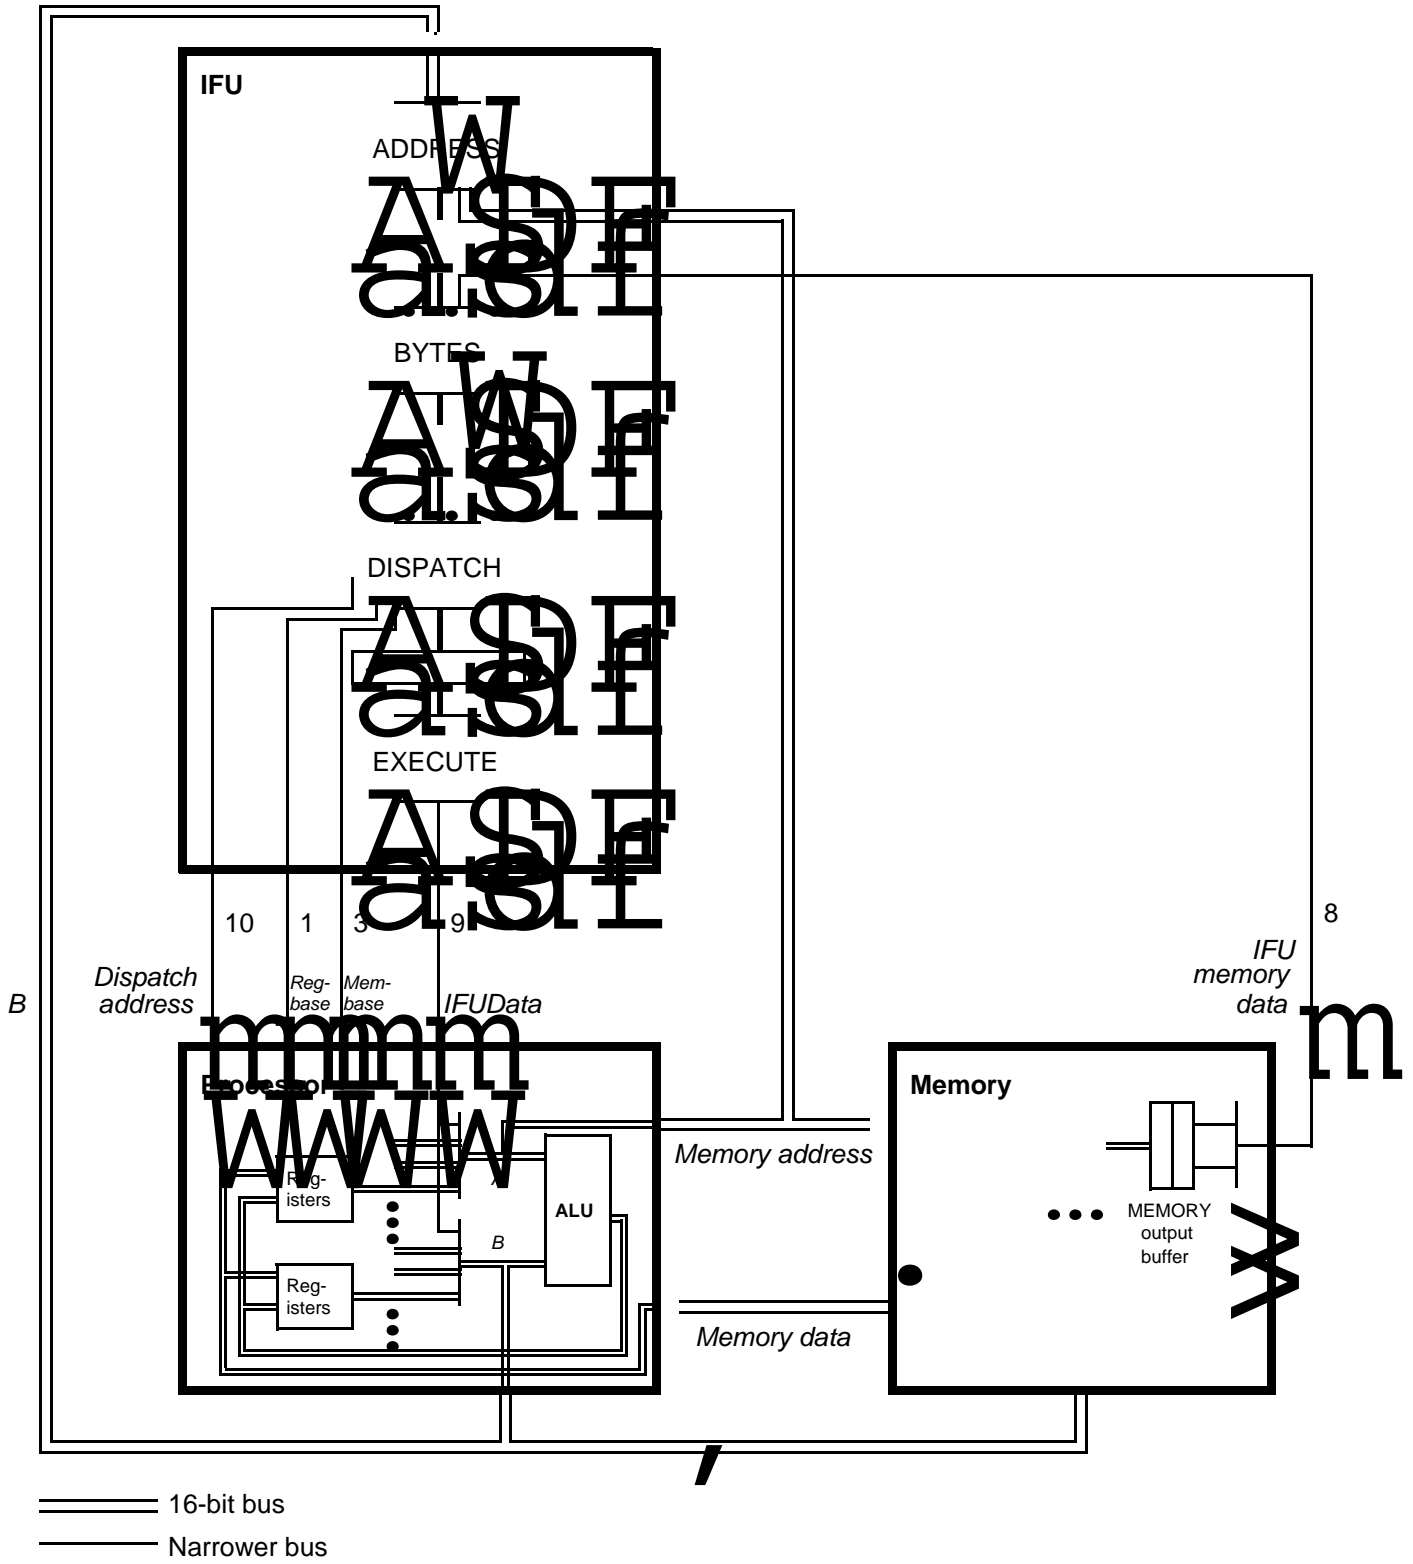 IFU
W
ADDRESS
A S D F
a s d f
BYTES
W
A S D F
a s d f
DISPATCH
A S D F
a s d f
EXECUTE
A S D F
a s d f
10 1 3 9
8
B
Dispatch
address
Reg-
base
Mem-
base
IFUData
IFU
memory
data
m m m m
m
Processor
W W W W
Memory
Memory address
Reg-
isters
ALU
B
Reg-
isters
MEMORY
output
buffer
W
Memory data
,
16-bit bus
Narrower bus